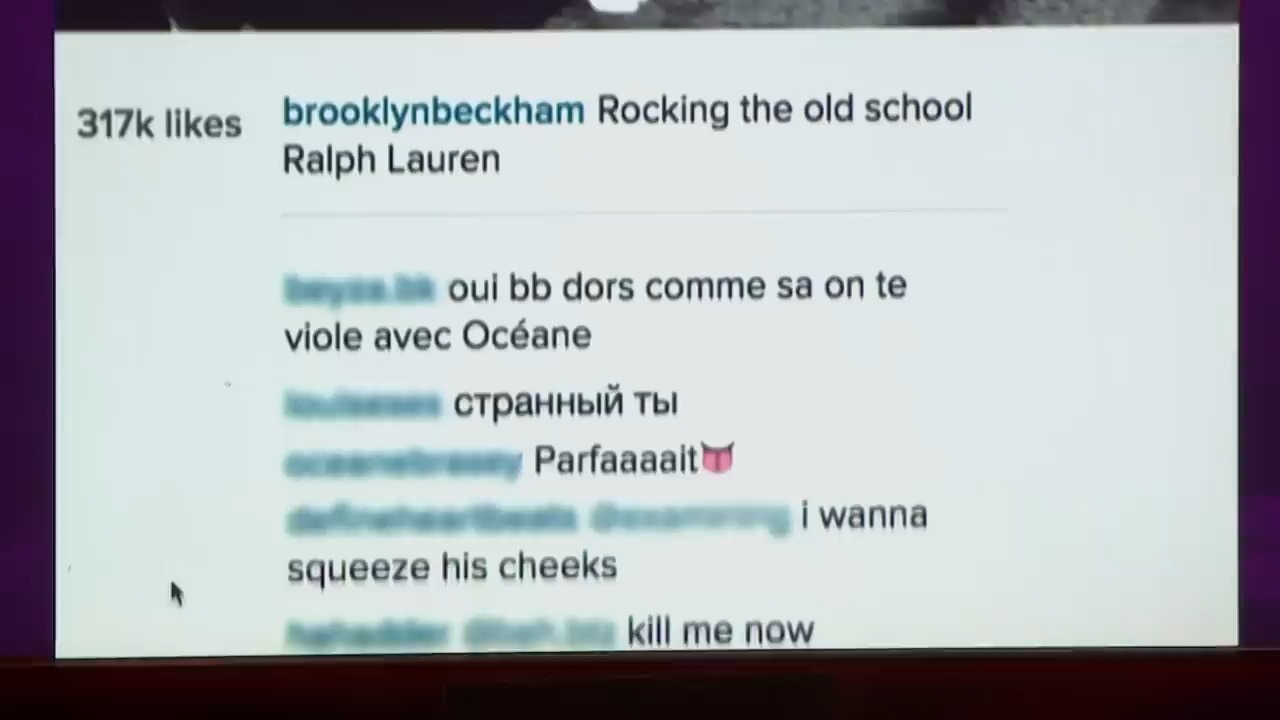 317k likes
brooklynbeckham Rocking the old school
Ralph Lauren
oui bb dors comme sa on te
viole avec Océane
странный ты
Parfaaaait👅
i wanna
squeeze his cheeks
kill me now